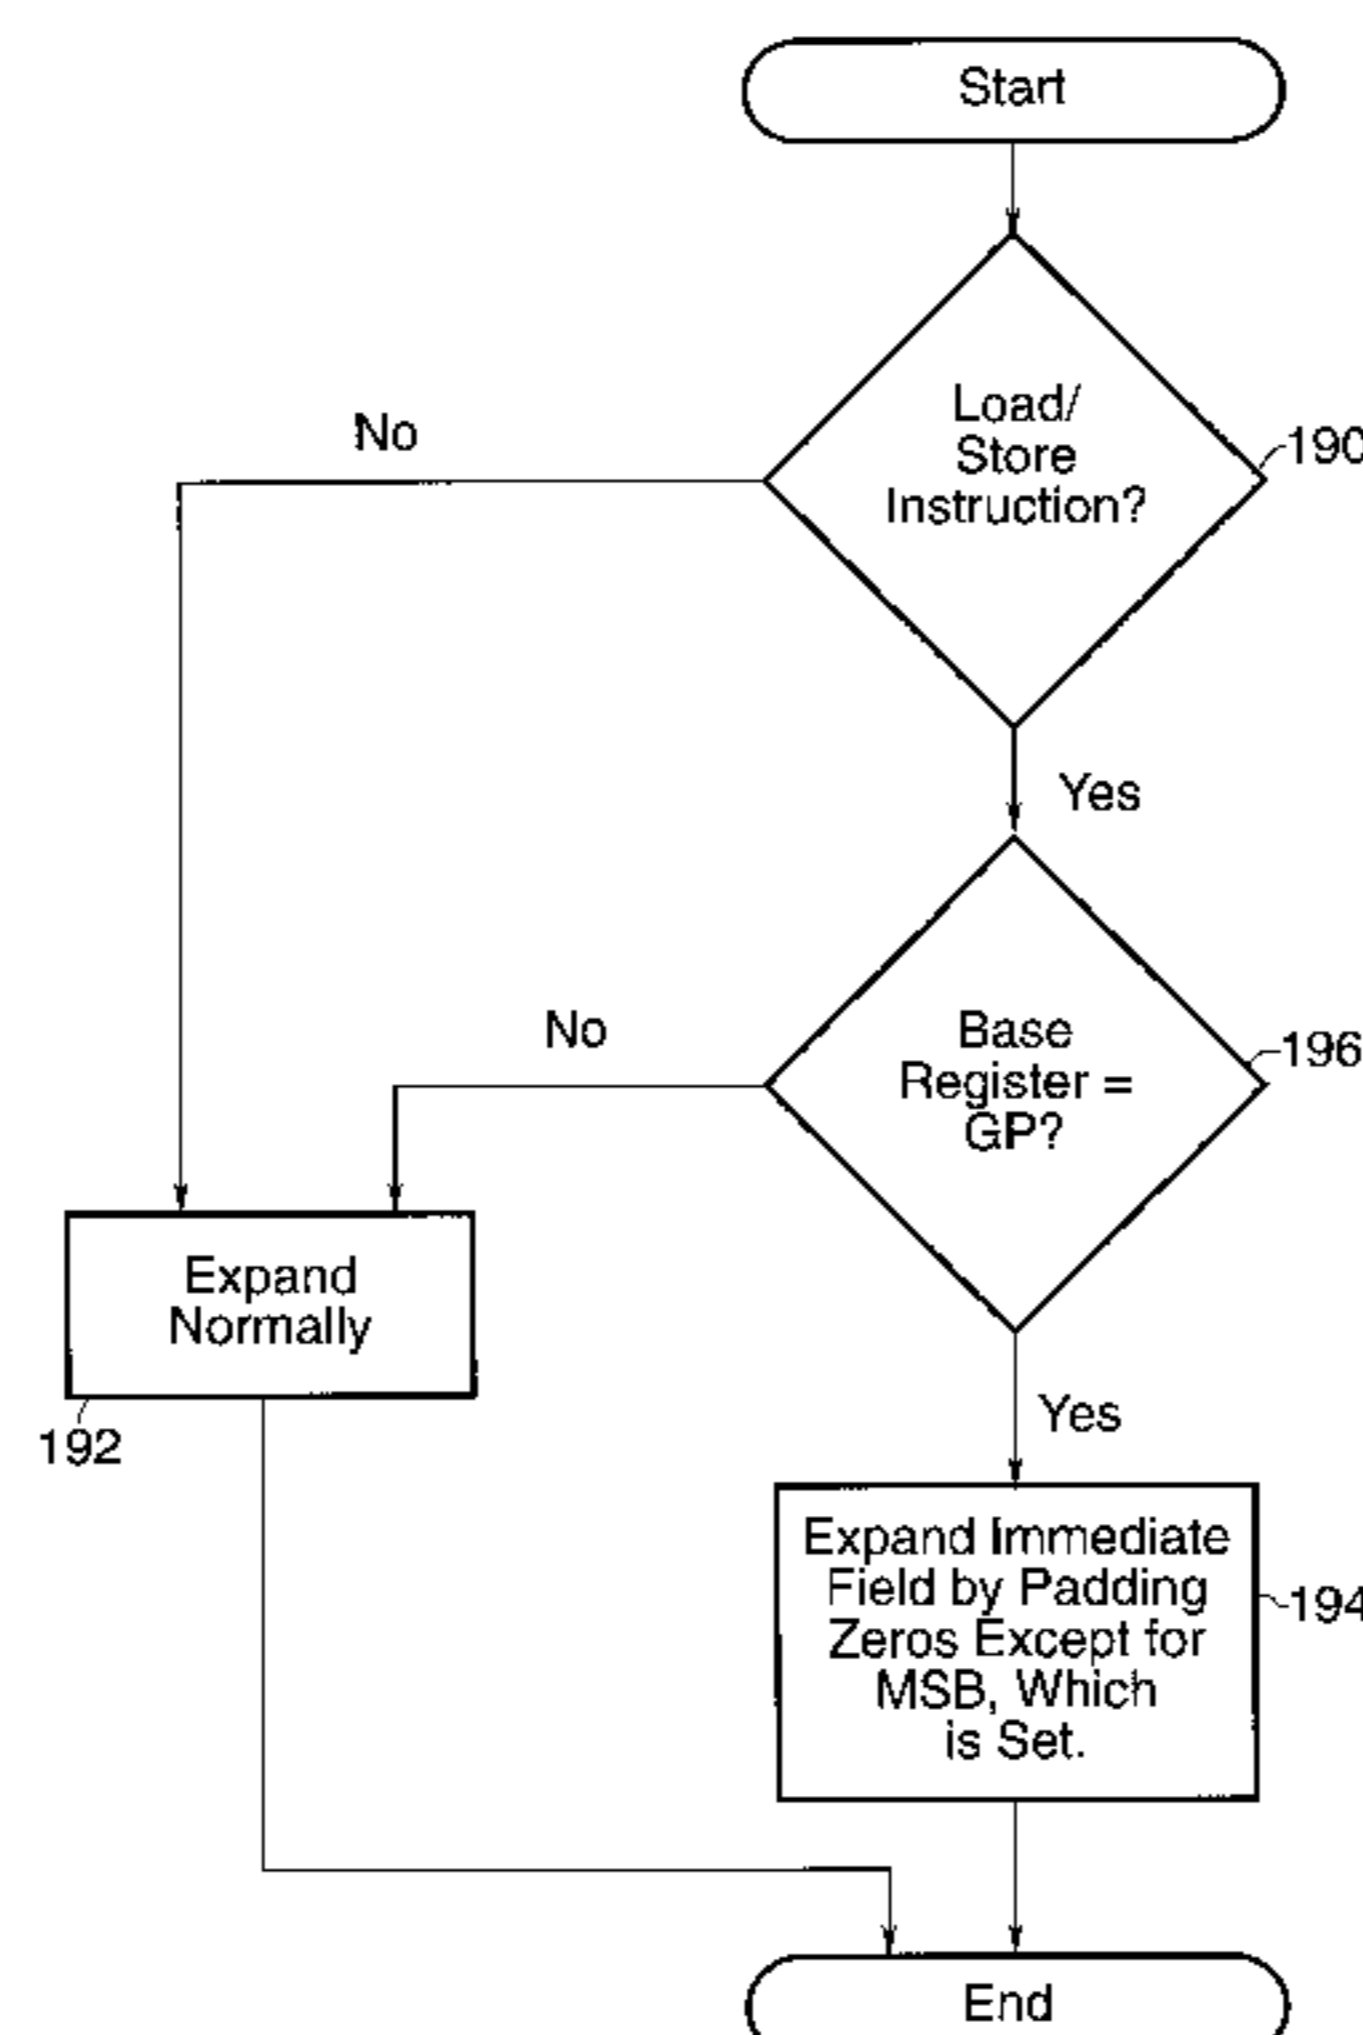 Start
Load/
Store
Instruction?
190
No
Yes
Base
Register =
GP?
196
No
Expand
Normally
192
Yes
Expand Immediate
Field by Padding
Zeros Except for
MSB, Which
is Set.
194
End